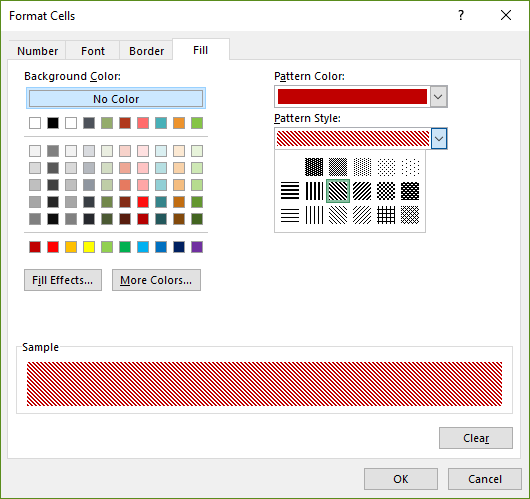 Format Cells
? ×
Number Font Border Fill
Background Color: Pattern Color:
No Color
Pattern Style:
Fill Effects... More Colors...
Sample
Clear
OK Cancel